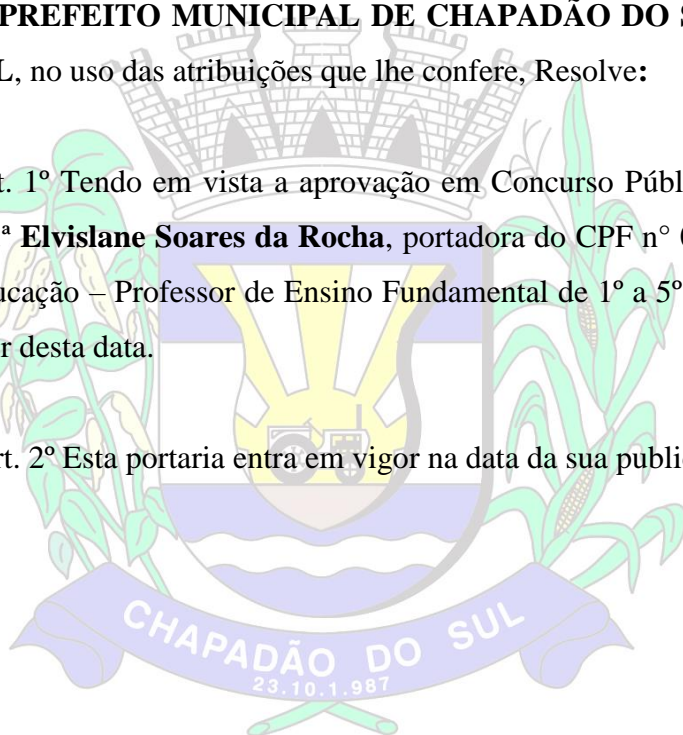 PREFEITO MUNICIPAL DE CHAPADÃO DO
L, no uso das atribuições que lhe confere, Resolve:
t. 1º Tendo em vista a aprovação em Concurso
ª Elvislane Soares da Rocha, portadora do CPF n°
ucação – Professor de Ensino Fundamental de 1º a 5º
r desta data.
rt. 2º Esta portaria entra em vigor na data da sua
CHAPADÃO DO SUL
23.10.1.987